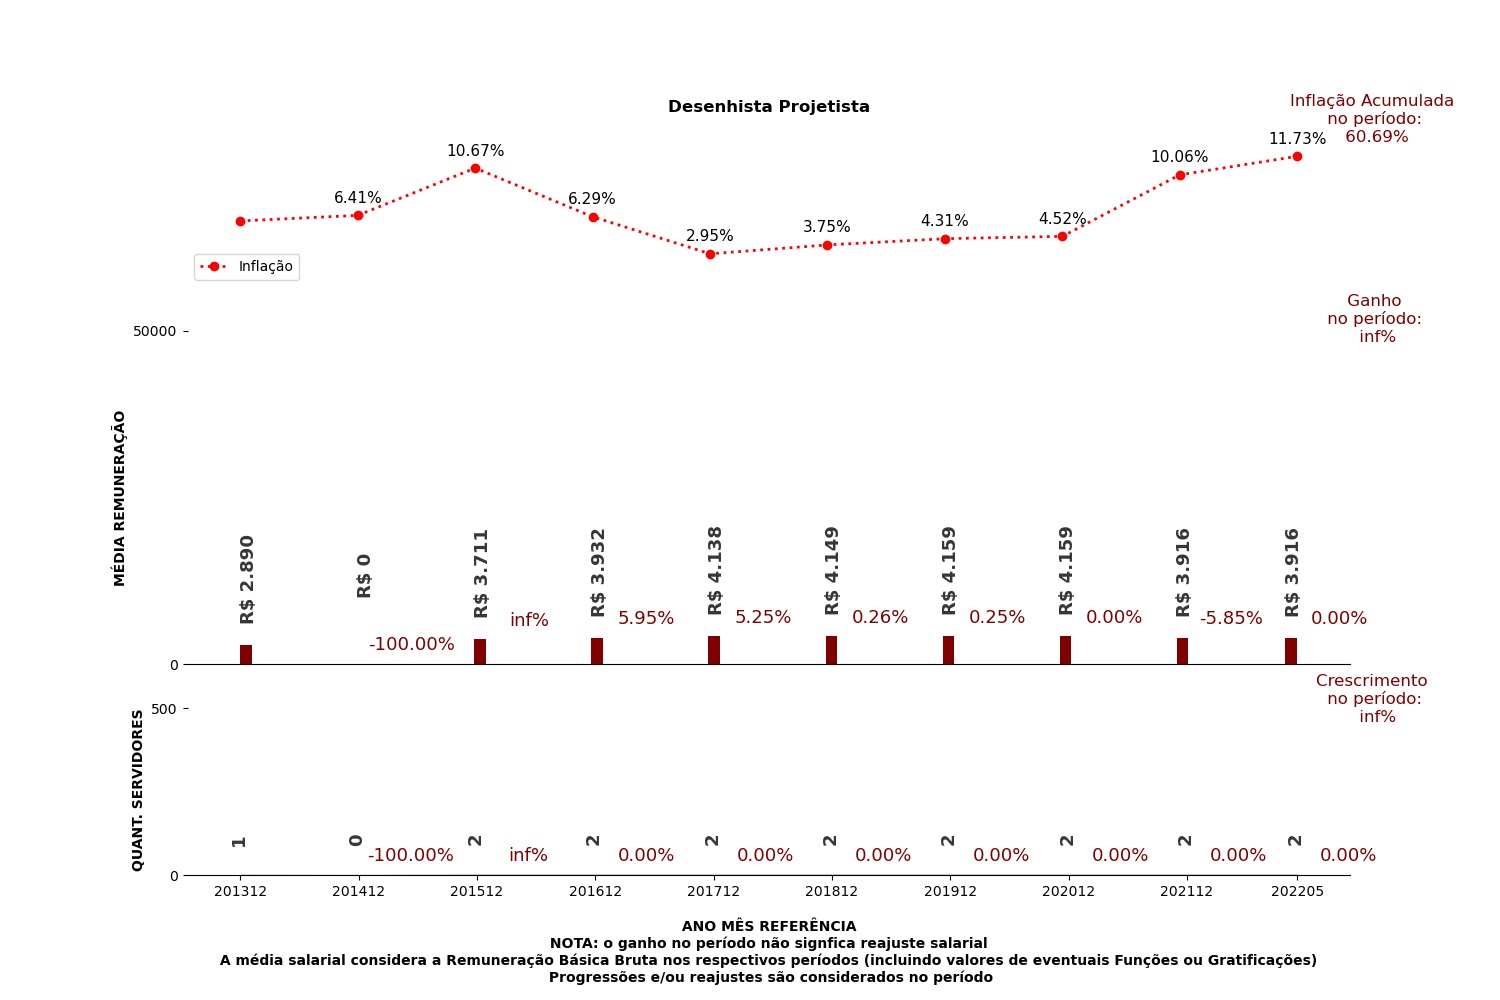 Desenhista Projetista
Inflação Acumulada
no período:
60.69%
6.41%
10.67%
6.29%
2.95%
3.75%
4.31%
4.52%
10.06%
11.73%
Inflação
Ganho
no período:
inf%
50000
0
MÉDIA REMUNERAÇÃO
R$ 2.890
R$ 0
R$ 3.711
R$ 3.932
R$ 4.138
R$ 4.149
R$ 4.159
R$ 4.159
R$ 3.916
R$ 3.916
-100.00%
inf%
5.95%
5.25%
0.26%
0.25%
0.00%
-5.85%
0.00%
Crescrimento
no período:
inf%
500
0
QUANT. SERVIDORES
1
0
2
2
2
2
2
2
2
2
-100.00%
inf%
0.00%
0.00%
0.00%
0.00%
0.00%
0.00%
0.00%
201312
201412
201512
201612
201712
201812
201912
202012
202112
202205
ANO MÊS REFERÊNCIA
NOTA: o ganho no período não signfica reajuste salarial
A média salarial considera a Remuneração Básica Bruta nos respectivos períodos (incluindo valores de eventuais Funções ou Gratificações)
Progressões e/ou reajustes são considerados no período